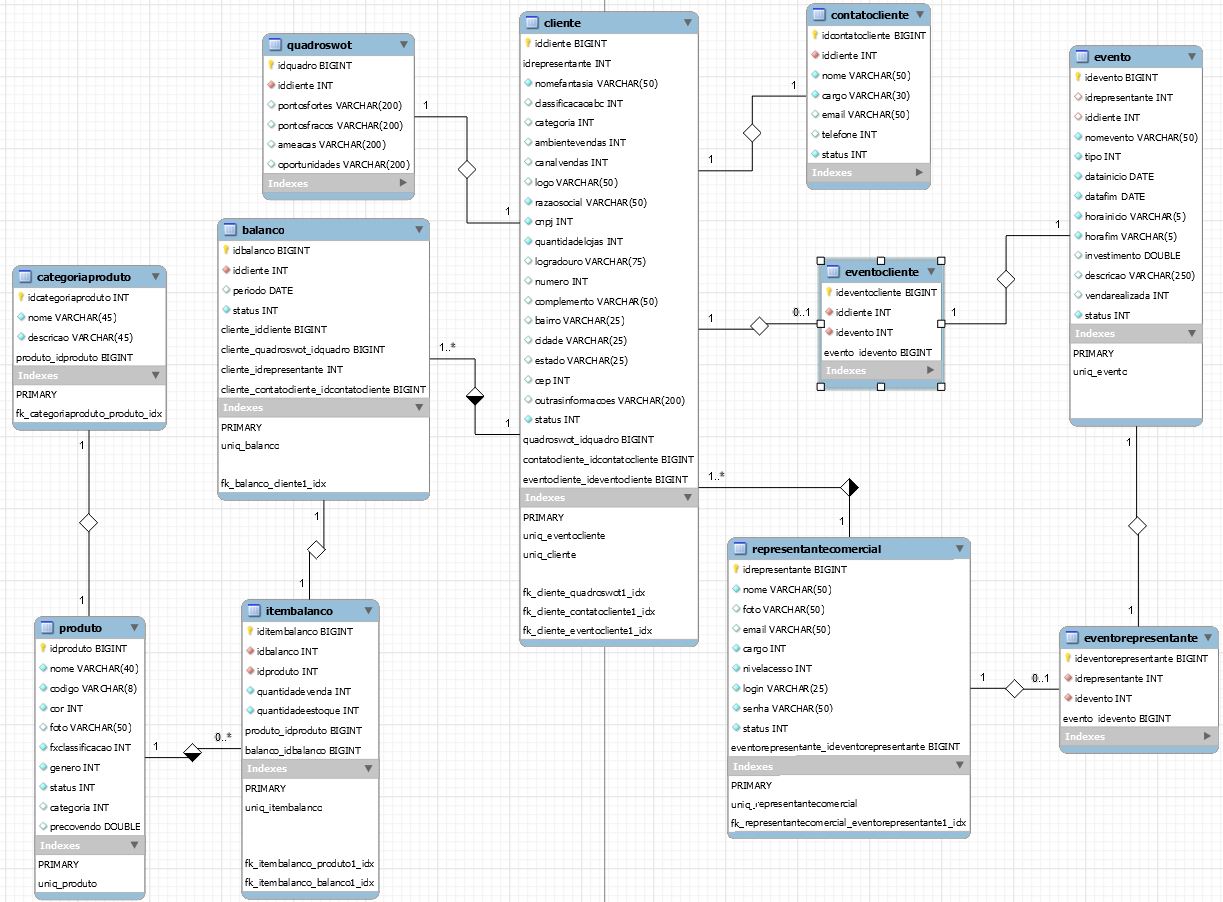 quadroswot
idquadro BIGINT
idcliente INT
pontosfortes VARCHAR(200)
pontosfracos VARCHAR(200)
ameacas VARCHAR(200)
oportunidades VARCHAR(200)
Indexes
1
1
cliente
idcliente BIGINT
idrepresentante INT
nomefantasia VARCHAR(50)
classificacaoabc INT
categoria INT
ambientevendas INT
canalvendas INT
logo VARCHAR(50)
razaosocial VARCHAR(50)
cnpj INT
quantidadelojas INT
logradouro VARCHAR(75)
numero INT
complemento VARCHAR(50)
bairro VARCHAR(25)
cidade VARCHAR(25)
estado VARCHAR(25)
cep INT
outrasinformacoes VARCHAR(200)
status INT
quadroswot_idquadro BIGINT
contatocliente_idcontatocliente BIGINT
eventocliente_ideventocliente BIGINT
Indexes
PRIMARY
uniq_eventocliente
uniq_cliente
fk_cliente_quadroswot1_idx
fk_cliente_contatocliente1_idx
fk_cliente_eventocliente1_idx
contatocliente
idcontatocliente BIGINT
idcliente INT
nome VARCHAR(50)
cargo VARCHAR(30)
email VARCHAR(50)
telefone INT
status INT
Indexes
1
1
evento
idevento BIGINT
idrepresentante INT
idcliente INT
nomevento VARCHAR(50)
tipo INT
datainicio DATE
datafim DATE
horainicio VARCHAR(5)
horafim VARCHAR(5)
investimento DOUBLE
descricao VARCHAR(250)
vendarealizada INT
status INT
Indexes
PRIMARY
uniq_evento
1
1
balanco
idbalanco BIGINT
idcliente INT
periodo DATE
status INT
cliente_idcliente BIGINT
cliente_quadroswot_idquadro BIGINT
cliente_idrepresentante INT
cliente_contatocliente_idcontatocliente BIGINT
Indexes
PRIMARY
uniq_balanco
fk_balanco_cliente1_idx
1..*
1
categoriaproduto
idcategoriaproduto INT
nome VARCHAR(45)
descricao VARCHAR(45)
produto_idproduto BIGINT
Indexes
PRIMARY
fk_categoriaproduto_produto_idx
1
1
eventocliente
ideventocliente BIGINT
idcliente INT
idevento INT
evento_idevento BIGINT
Indexes
1
0..1
1..*
1
1
1
representantecomercial
idrepresentante BIGINT
nome VARCHAR(50)
foto VARCHAR(50)
email VARCHAR(50)
cargo INT
nivelacesso INT
login VARCHAR(25)
senha VARCHAR(50)
status INT
eventorepresentante_ideventorepresentante BIGINT
Indexes
PRIMARY
uniq_representantecomercial
fk_representantecomercial_eventorepresentante1_idx
1
0..1
1
eventorepresentante
ideventorepresentante BIGINT
idrepresentante INT
idevento INT
evento_idevento BIGINT
Indexes
produto
idproduto BIGINT
nome VARCHAR(40)
codigo VARCHAR(8)
cor INT
foto VARCHAR(50)
fxclassificacao INT
genero INT
status INT
categoria INT
precovendo DOUBLE
Indexes
PRIMARY
uniq_produto
1
0..*
itembalanco
iditembalanco BIGINT
idbalanco INT
idproduto INT
quantidadevenda INT
quantidadeestoque INT
produto_idproduto BIGINT
balanco_idbalanco BIGINT
Indexes
PRIMARY
uniq_itembalanco
fk_itembalanco_produto1_idx
fk_itembalanco_balanco1_idx